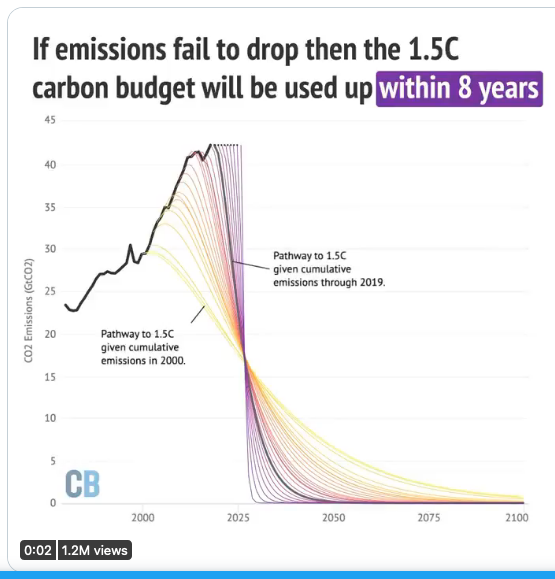 If emissions fail to drop then the 1.5C
carbon budget will be used up within 8 years
45
40
35
30
25
20
15
10
5
0
CO2 Emissions (GtCO2)
Pathway to 1.5C
given cumulative
emissions through 2019.
Pathway to 1.5C
given cumulative
emissions in 2000.
CB
2000
2025
2050
2075
2100
0:02
1.2M views